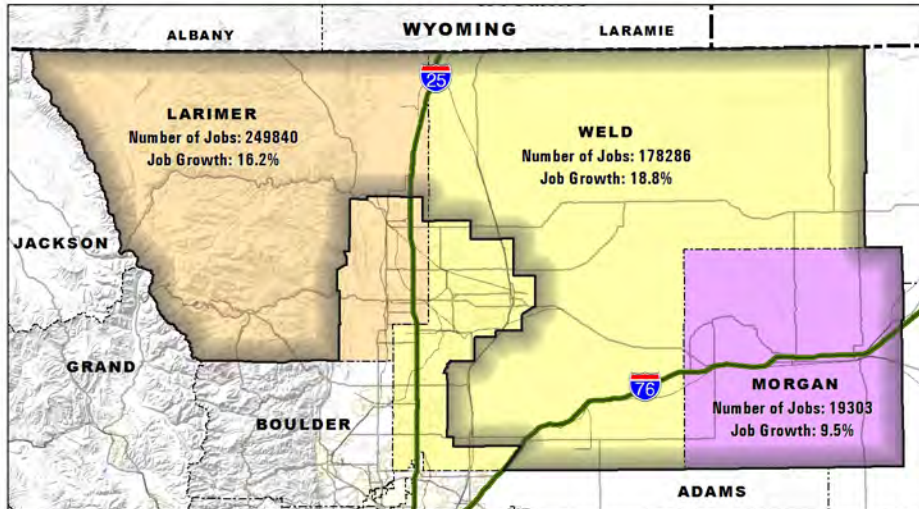 ALBANY
WYOMING
LARAMIE
25
LARIMER
Number of Jobs: 249840
Job Growth: 16.2%
WELD
Number of Jobs: 178286
Job Growth: 18.8%
JACKSON
GRAND
BOULDER
76
MORGAN
Number of Jobs: 19303
Job Growth: 9.5%
ADAMS